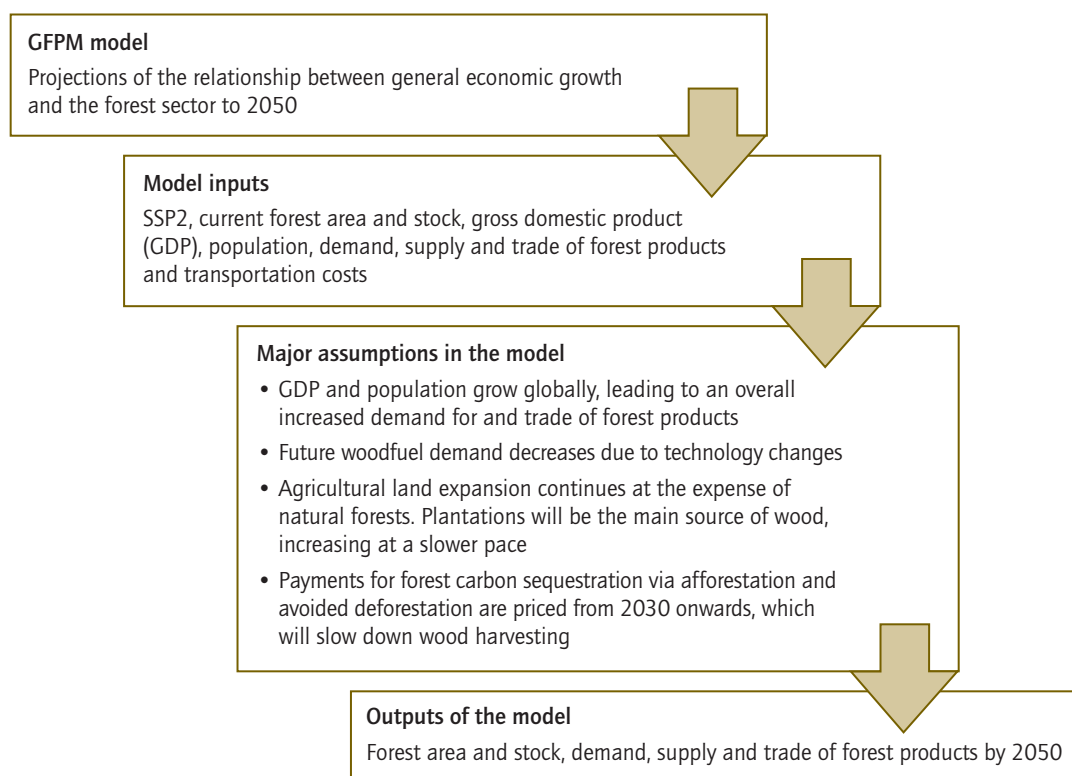 GFPM model
Projections of the relationship between general economic growth
and the forest sector to 2050
Model inputs
SSP2, current forest area and stock, gross domestic product
(GDP), population, demand, supply and trade of forest products
and transportation costs
Major assumptions in the model
• GDP and population grow globally, leading to an overall
increased demand for and trade of forest products
• Future woodfuel demand decreases due to technology changes
• Agricultural land expansion continues at the expense of
natural forests. Plantations will be the main source of wood,
increasing at a slower pace
• Payments for forest carbon sequestration via afforestation and
avoided deforestation are priced from 2030 onwards, which
will slow down wood harvesting
Outputs of the model
Forest area and stock, demand, supply and trade of forest products by 2050